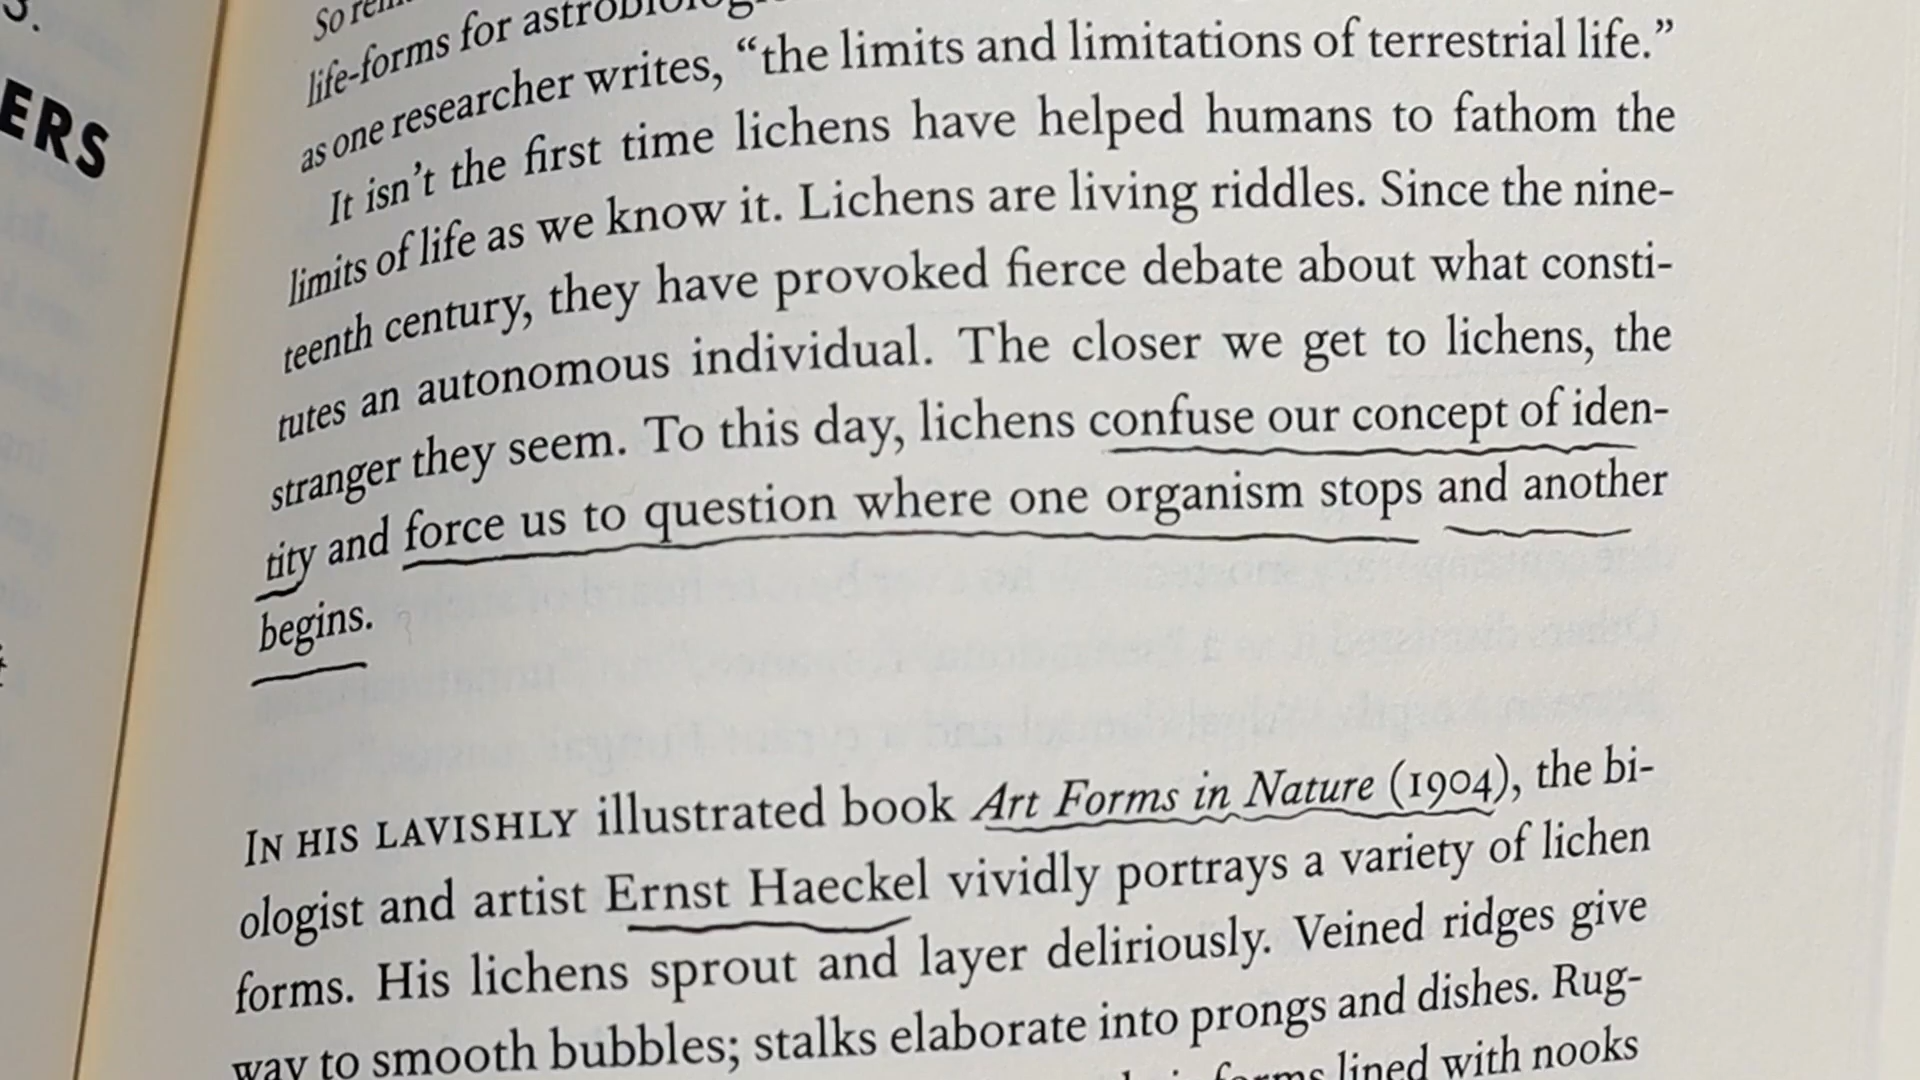 ERS
life-forms for
as one researcher writes, “the limits and limitations of terrestrial life.”
It isn’t the first time lichens have helped humans to fathom the
limits of life as we know it. Lichens are living riddles. Since the nine-
teenth century, they have provoked fierce debate about what consti-
tutes an autonomous individual. The closer we get to lichens, the
stranger they seem. To this day, lichens confuse our concept of iden-
tity and force us to question where one organism stops and another
begins.
IN HIS LAVISHLY illustrated book Art Forms in Nature (1904), the bi-
ologist and artist Ernst Haeckel vividly portrays a variety of lichen
forms. His lichens sprout and layer deliriously. Veined ridges give
way to smooth bubbles; stalks elaborate into prongs and dishes. Rug-
forms lined with nooks